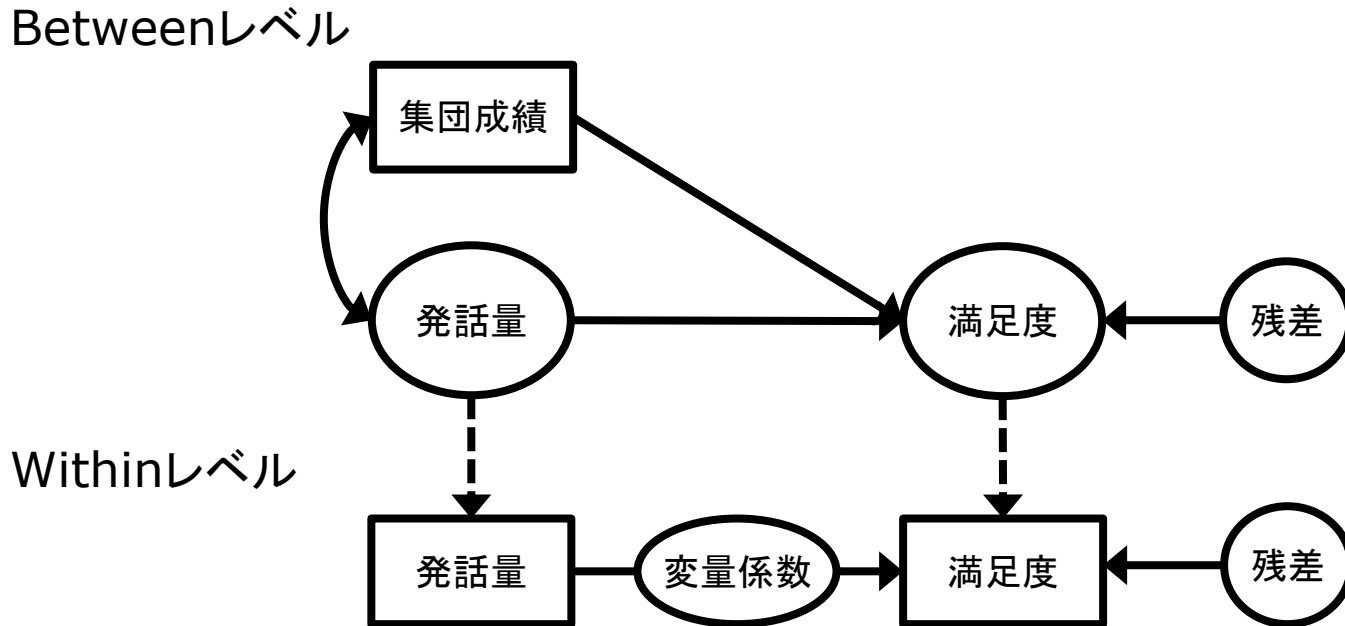 Betweenレベル
集団成績
発話量
満足度
残差
Withinレベル
発話量
変量係数
満足度
残差